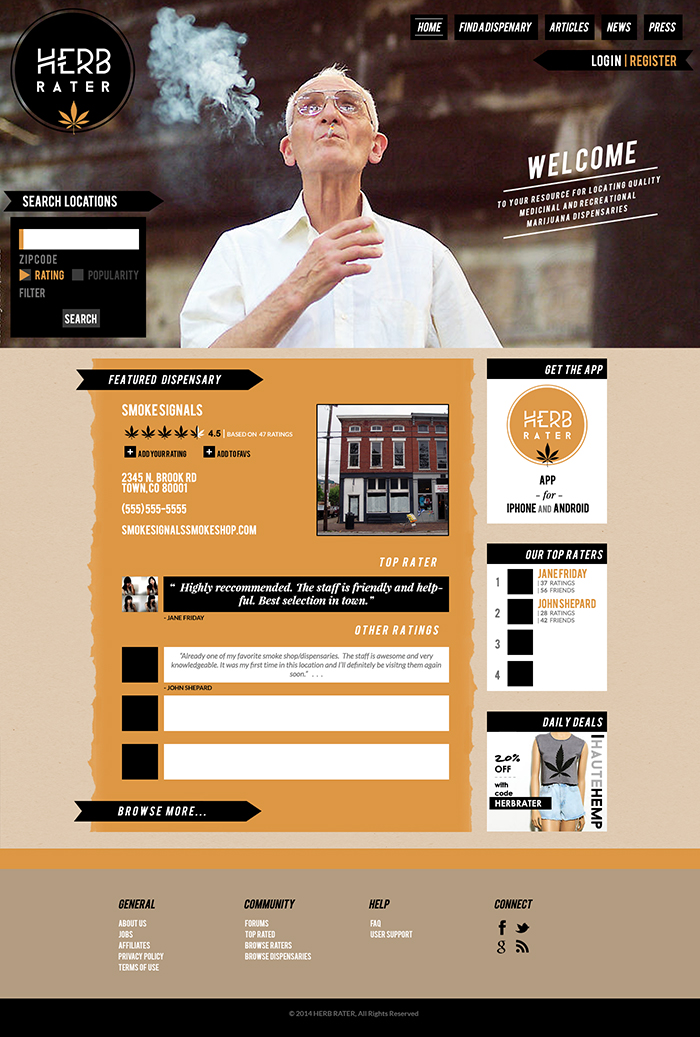 HERB
RATER
HOME
FIND A DISPENARY
ARTICLES
NEWS
PRESS
LOGIN | REGISTER
WELCOME
TO YOUR RESOURCE FOR LOCATING QUALITY
MEDICINAL AND RECREATIONAL
MARIJUANA DISPENSARIES
SEARCH LOCATIONS
ZIPCODE
RATING POPULARITY
FILTER
SEARCH
FEATURED DISPENSARY
SMOKE SIGNALS
4.5 | BASED ON 47 RATINGS
+ ADD YOUR RATING + ADD TO FAVS
2345 N. BROOK RD
TOWN, CO 80001
(555) 555-5555
SMOKESIGNALSSMOKESHOP.COM
TOP RATER
“ Highly reccommended. The staff is friendly and help-
ful. Best selection in town.”
- JANE FRIDAY
OTHER RATINGS
“Already one of my favorite smoke shop/dispensaries. The staff is awesome and very
knowledgeable. It was my first time in this location and I’ll definitely be visitng them again
soon.” . . .
- JOHN SHEPARD
BROWSE MORE...
GET THE APP
HERB
RATER
APP
- for -
IPHONE AND ANDROID
OUR TOP RATERS
1 JANE FRIDAY
| 37 RATINGS
| 56 FRIENDS
2 JOHN SHEPARD
| 28 RATINGS
| 42 FRIENDS
3
4
DAILY DEALS
20%
OFF
with
code
HERBRATER
HAUTEHEMP
GENERAL
ABOUT US
JOBS
AFFILIATES
PRIVACY POLICY
TERMS OF USE
COMMUNITY
FORUMS
TOP RATED
BROWSE RATERS
BROWSE DISPENSARIES
HELP
FAQ
USER SUPPORT
CONNECT
© 2014 HERB RATER, All Rights Reserved